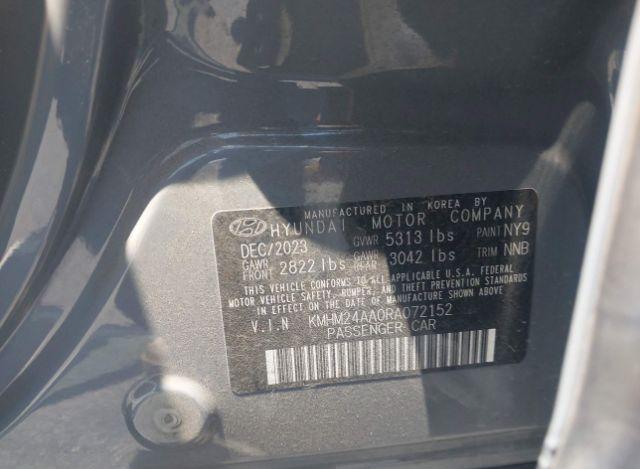 MANUFACTURED IN KOREA BY
HYUNDAI MOTOR COMPANY
DEC/2023 GVWR 5313 lbs PAINT NY9
GAWR FRONT 2822 lbs GAWR REAR 3042 lbs TRIM NNB
THIS VEHICLE CONFORMS TO ALL APPLICABLE U.S.A. FEDERAL
MOTOR VEHICLE SAFETY, BUMPER, AND THEFT PREVENTION STANDARDS
IN EFFECT ON THE DATE OF MANUFACTURE SHOWN ABOVE.
V.I.N KMHM24AA0RA072152
PASSENGER CAR